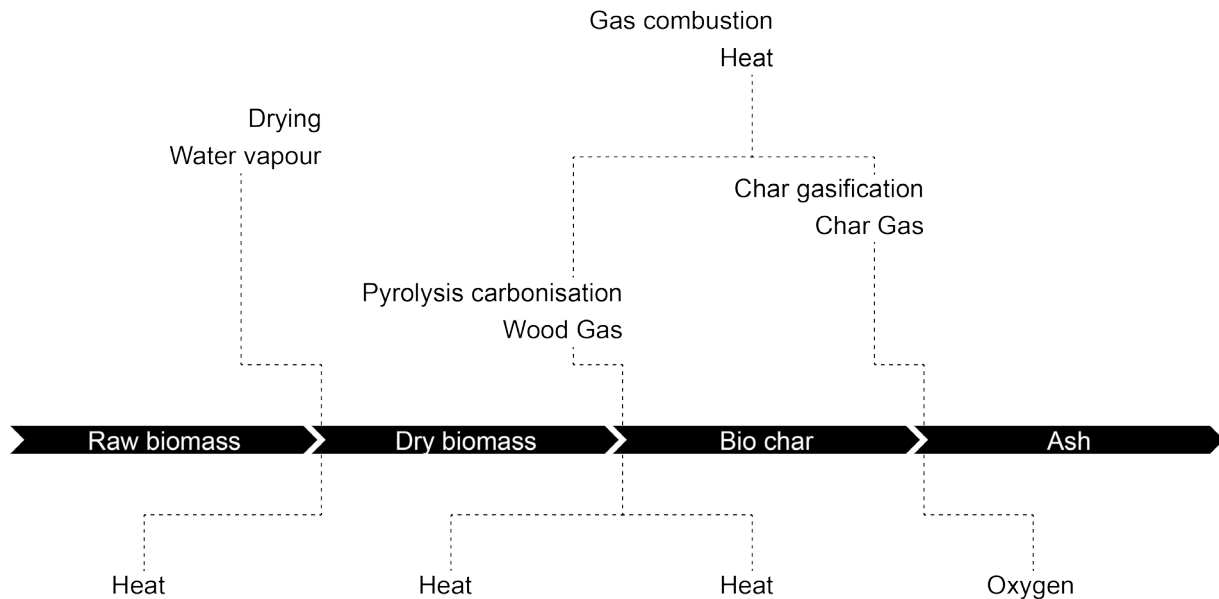 Gas combustion
Heat
Drying
Water vapour
Char gasification
Char Gas
Pyrolysis carbonisation
Wood Gas
Raw biomass
Dry biomass
Bio char
Ash
Heat
Heat
Heat
Oxygen